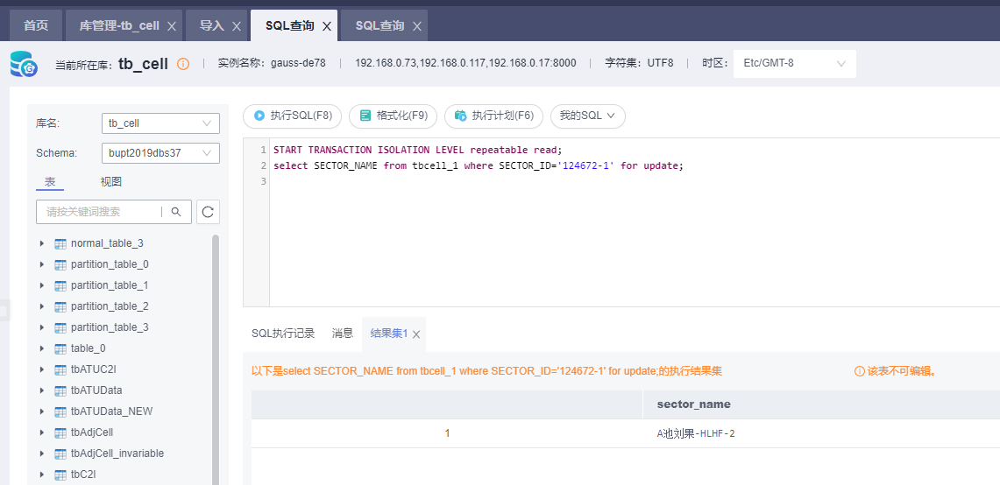 首页 库管理-tb_cell 导入 SQL查询 SQL查询
当前所在库: tb_cell 实例名称: gauss-de78 192.168.0.73,192.168.0.117,192.168.0.17:8000 字符集: UTF8 时区: Etc/GMT-8
库名: tb_cell
Schema: bupt2019dbs37
表 视图
请按关键词搜索
normal_table_3
partition_table_0
partition_table_1
partition_table_2
partition_table_3
table_0
tbATUC2I
tbATUData
tbATUData_NEW
tbAdjCell
tbAdjCell_invariable
tbC2I
执行SQL(F8) 格式化(F9) 执行计划(F6) 我的SQL
1 START TRANSACTION ISOLATION LEVEL repeatable read;
2 select SECTOR_NAME from tbcell_1 where SECTOR_ID='124672-1' for update;
3
SQL执行记录 消息 结果集1
以下是select SECTOR_NAME from tbcell_1 where SECTOR_ID='124672-1' for update;的执行结果集 该表不可编辑。
sector_name
1 A池刘果-HLHF-2